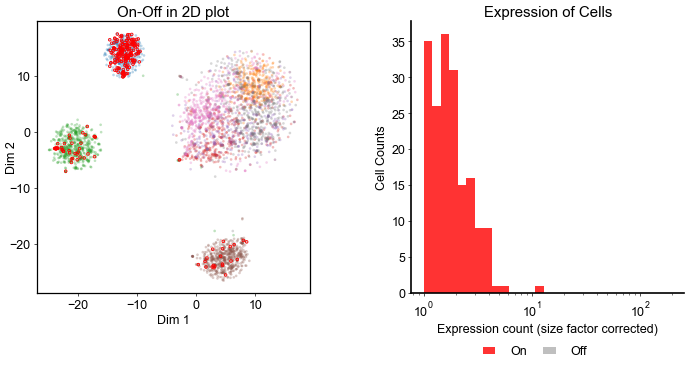 On-Off in 2D plot
Dim 2
10
0
−10
−20
−20
−10
0
10
Dim 1
Expression of Cells
Cell Counts
35
30
25
20
15
10
5
0
10^0
10^1
10^2
Expression count (size factor corrected)
On
Off